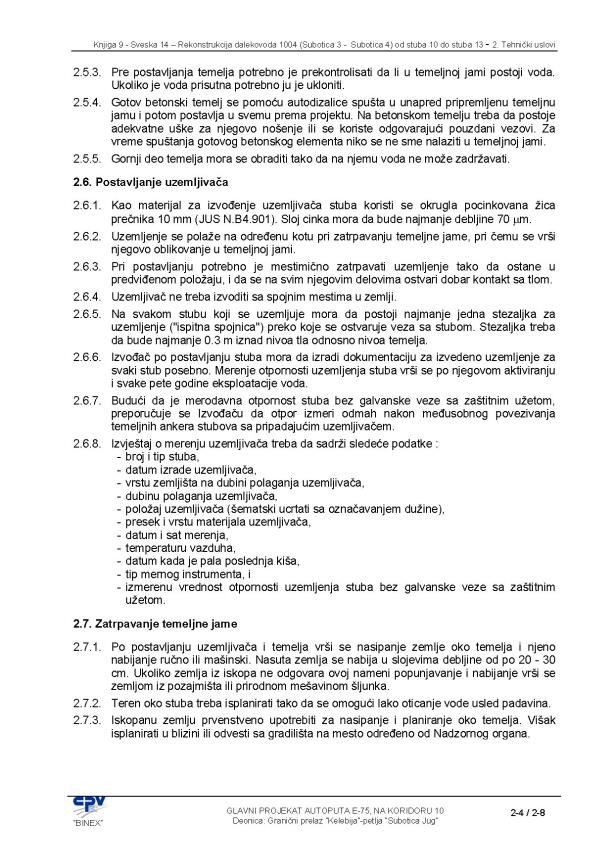 Knjiga 9 - Sveska 14 – Rekonstrukcija dalekovoda 1004 (Subotica 3 - Subotica 4) od stuba 10 do stuba 13 - 2. Tehnički uslovi
2.5.3. Pre postavljanja temelja potrebno je prekontrolisati da li u temeljnoj jami postoji voda.
Ukoliko je voda prisutna potrebno ju je ukloniti.
2.5.4. Gotov betonski temelj se pomoću autodizalice spušta u unapred pripremljenu temeljnu
jamu i potom postavlja u svemu prema projektu. Na betonskom temelju treba da postoje
adekvatne uške za njegovo nošenje ili se koriste odgovarajući pouzdani vezovi. Za
vreme spuštanja gotovog betonskog elementa niko se ne sme nalaziti u temeljnoj jami.
2.5.5. Gornji deo temelja mora se obraditi tako da na njemu voda ne može zadržavati.
2.6. Postavljanje uzemljivača
2.6.1. Kao materijal za izvođenje uzemljivača stuba koristi se okrugla pocinkovana žica
prečnika 10 mm (JUS N.B4.901). Sloj cinka mora da bude najmanje debljine 70 μm.
2.6.2. Uzemljenje se polaže na određenu kotu pri zatrpavanju temeljne jame, pri čemu se vrši
njegovo oblikovanje u temeljnoj jami.
2.6.3. Pri postavljanju potrebno je mestimično zatrpavati uzemljenje tako da ostane u
predviđenom položaju, i da se na svim njegovim delovima ostvari dobar kontakt sa tlom.
2.6.4. Uzemljivač ne treba izvoditi sa spojnim mestima u zemlji.
2.6.5. Na svakom stubu koji se uzemljuje mora da postoji najmanje jedna stezaljka za
uzemljenje ("ispitna spojnica") preko koje se ostvaruje veza sa stubom. Stezaljka treba
da bude najmanje 0.3 m iznad nivoa tla odnosno nivoa temelja.
2.6.6. Izvođač po postavljanju stuba mora da izradi dokumentaciju za izvedeno uzemljenje za
svaki stub posebno. Merenje otpornosti uzemljenja stuba vrši se po njegovom aktiviranju
i svake pete godine eksploatacije voda.
2.6.7. Budući da je merodavna otpornost stuba bez galvanske veze sa zaštitnim užetom,
preporučuje se Izvođaču da otpor izmeri odmah nakon međusobnog povezivanja
temeljnih ankera stubova sa pripadajućim uzemljivačem.
2.6.8. Izvještaj o merenju uzemljivača treba da sadrži sledeće podatke :
- broj i tip stuba,
- datum izrade uzemljivača,
- vrstu zemljišta na dubini polaganja uzemljivača,
- dubinu polaganja uzemljivača,
- položaj uzemljivača (šematski ucrtati sa označavanjem dužine),
- presek i vrstu materijala uzemljivača,
- datum i sat merenja,
- temperaturu vazduha,
- datum kada je pala poslednja kiša,
- tip mernog instrumenta, i
- izmerenu vrednost otpornosti uzemljenja stuba bez galvanske veze sa zaštitnim
užetom.
2.7. Zatrpavanje temeljne jame
2.7.1. Po postavljanju uzemljivača i temelja vrši se nasipanje zemlje oko temelja i njeno
nabijanje ručno ili mašinski. Nasuta zemlja se nabija u slojevima debljine od po 20 - 30
cm. Ukoliko zemlja iz iskopa ne odgovara ovoj nameni popunjavanje i nabijanje vrši se
zemljom iz pozajmišta ili prirodnom mešavinom šljunka.
2.7.2. Teren oko stuba treba isplanirati tako da se omogući lako oticanje vode usled padavina.
2.7.3. Iskopanu zemlju prvenstveno upotrebiti za nasipanje i planiranje oko temelja. Višak
isplanirati u blizini ili odvesti sa gradilišta na mesto određeno od Nadzornog organa.
CPV
"BINEX"
GLAVNI PROJEKAT AUTOPUTA E-75, NA KORIDORU 10
Deonica: Granični prelaz "Kelebija"-petlja "Subotica Jug"
2-4 / 2-8